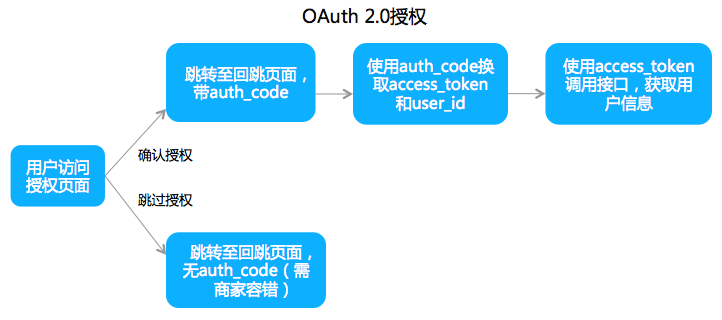 OAuth 2.0授权
跳转至回跳页面，
带auth_code
使用auth_code换
取access_token
和user_id
使用access_token
调用接口，获取用
户信息
确认授权
用户访问
授权页面
跳过授权
跳转至回跳页面，
无auth_code（需
商家容错）